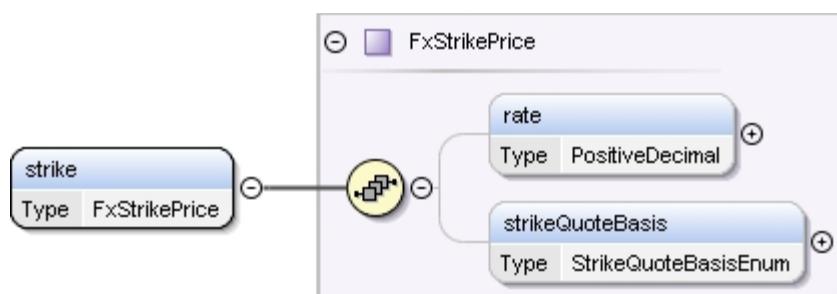 FxStrikePrice
rate
Type PositiveDecimal
strike
Type FxStrikePrice
strikeQuoteBasis
Type StrikeQuoteBasisEnum